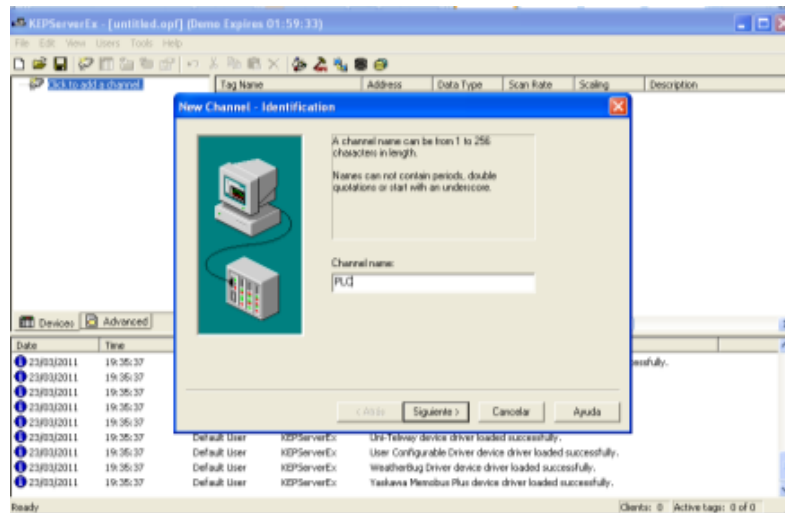 KEPServerEx - [untitled.opf] (Demo Expires 01:59:33)
File Edit View Users Tools Help
Click to add a channel
Tag Name Address Data Type Scan Rate Scaling Description
New Channel - Identification
A channel name can be from 1 to 256
characters in length.
Names can not contain periods, double
quotations or start with an underscore.
Channel name:
PLC
< Atrás Siguiente > Cancelar Ayuda
Devices Advanced
Date Time
23/03/2011 19:35:37 essfully.
23/03/2011 19:35:37
23/03/2011 19:35:37
23/03/2011 19:35:37
23/03/2011 19:35:37
23/03/2011 19:35:37 Default User KEPServerEx Uni-Telway device driver loaded successfully.
23/03/2011 19:35:37 Default User KEPServerEx User Configurable Driver device driver loaded successfully.
23/03/2011 19:35:37 Default User KEPServerEx WeatherBug Driver device driver loaded successfully.
23/03/2011 19:35:37 Default User KEPServerEx Yaskawa Memobus Plus device driver loaded successfully.
Ready Clients: 0 Active tags: 0 of 0